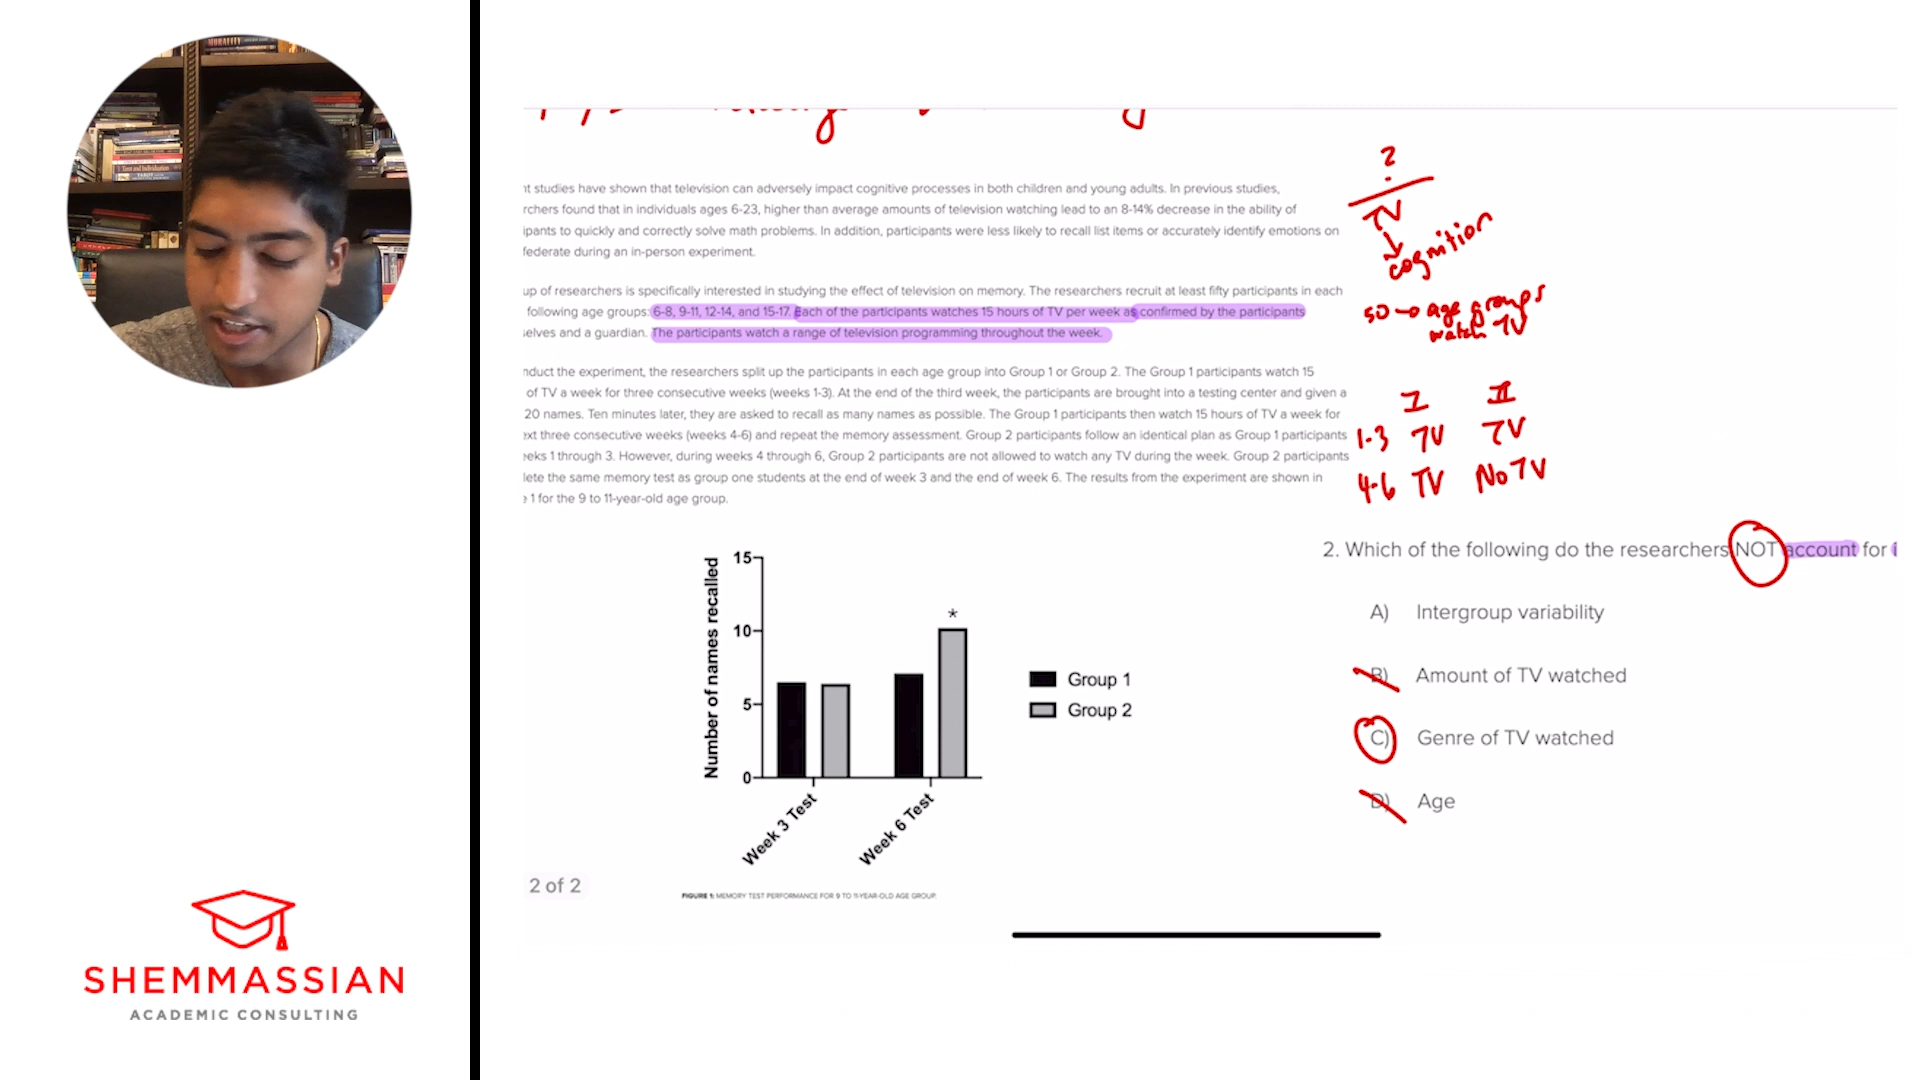 SHEMMASSIAN
ACADEMIC CONSULTING
t studies have shown that television can adversely impact cognitive processes in both children and young adults. In previous studies,
rchers found that in individuals ages 6-23, higher than average amounts of television watching lead to an 8-14% decrease in the ability of
ipants to quickly and correctly solve math problems. In addition, participants were less likely to recall list items or accurately identify emotions on
federate during an in-person experiment.
up of researchers is specifically interested in studying the effect of television on memory. The researchers recruit at least fifty participants in each
following age groups: 6-8, 9-11, 12-14, and 15-17. Each of the participants watches 15 hours of TV per week as confirmed by the participants
selves and a guardian. The participants watch a range of television programming throughout the week.
nduct the experiment, the researchers split up the participants in each age group into Group 1 or Group 2. The Group 1 participants watch 15
of TV a week for three consecutive weeks (weeks 1-3). At the end of the third week, the participants are brought into a testing center and given a
20 names. Ten minutes later, they are asked to recall as many names as possible. The Group 1 participants then watch 15 hours of TV a week for
ext three consecutive weeks (weeks 4-6) and repeat the memory assessment. Group 2 participants follow an identical plan as Group 1 participants
eeks 1 through 3. However, during weeks 4 through 6, Group 2 participants are not allowed to watch any TV during the week. Group 2 participants
lete the same memory test as group one students at the end of week 3 and the end of week 6. The results from the experiment are shown in
e 1 for the 9 to 11-year-old age group.
?
TV
↓
cognition
50 → age groups
watch TV
I II
1-3 TV TV
4-6 TV No TV
Number of names recalled
15
10
5
0
*
Week 3 Test
Week 6 Test
Group 1
Group 2
FIGURE 1: MEMORY TEST PERFORMANCE FOR 9 TO 11-YEAR-OLD AGE GROUP.
2 of 2
2. Which of the following do the researchers NOT account for
A) Intergroup variability
B) Amount of TV watched
C) Genre of TV watched
D) Age